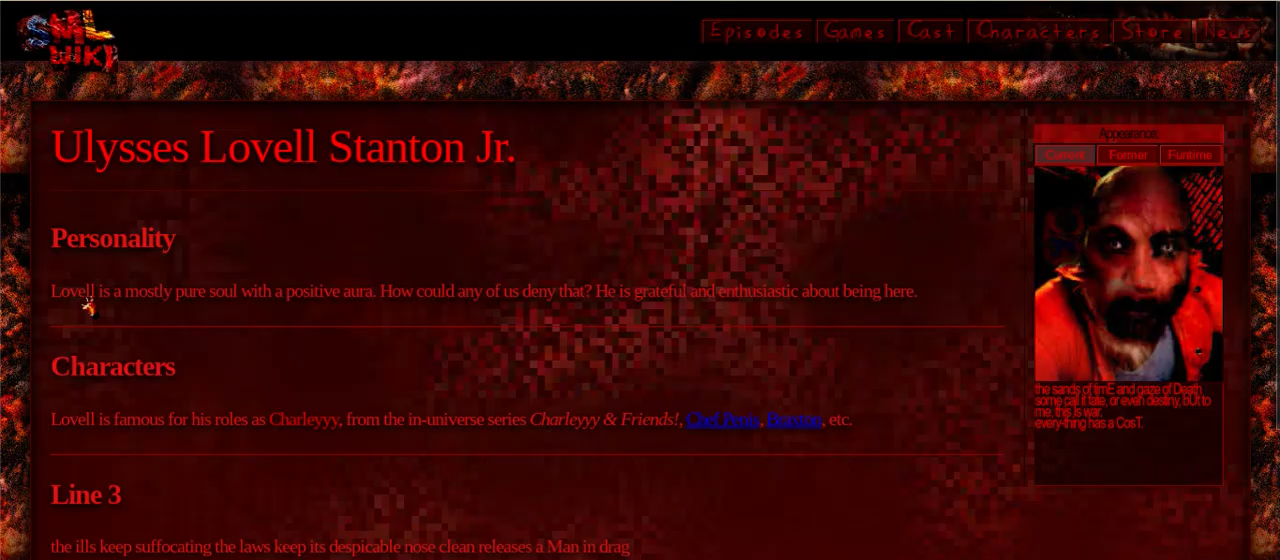 SML
WIKI
Episodes Games Cast Characters Store News
Ulysses Lovell Stanton Jr.
Appearance:
Current Former Funtime
Personality
Lovell is a mostly pure soul with a positive aura. How could any of us deny that? He is grateful and enthusiastic about being here.
Characters
Lovell is famous for his roles as Charleyyy, from the in-universe series Charleyyy & Friends!, Chef Penis, Braxton, etc.
the sands of timE and gaze of Death
some call it fate, or even destiny, bUt to
me, this is war.
every-thing has a CosT.
Line 3
the ills keep suffocating the laws keep its despicable nose clean releases a Man in drag